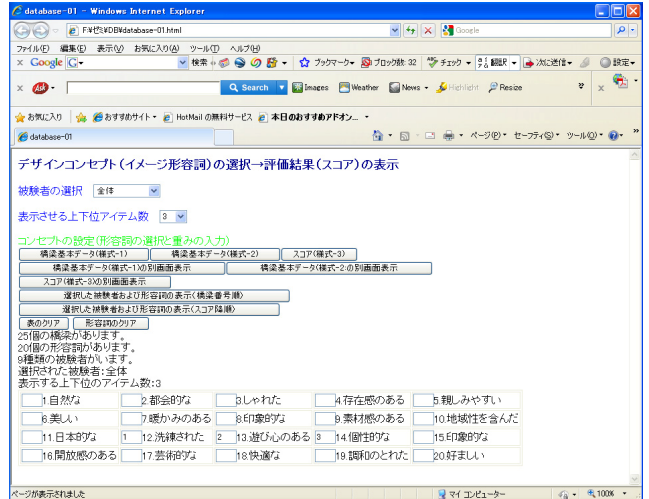 database-01 - Windows Internet Explorer
F:¥ゼミ¥DB¥database-01.html
Google
ファイル(F) 編集(E) 表示(V) お気に入り(A) ツール(T) ヘルプ(H)
Google 検索 ブックマーク ブロック数: 32 チェック 翻訳 次に送信 設定
Ask Search Images Weather News Highlight Resize
お気に入り おすすめサイト HotMail の無料サービス 本日のおすすめアドオン...
database-01 ページ(P) セーフティ(S) ツール(O)
デザインコンセプト(イメージ形容詞)の選択→評価結果(スコア)の表示
被験者の選択 全体
表示させる上下位アイテム数 3
コンセプトの設定(形容詞の選択と重みの入力)
橋梁基本データ(様式-1) 橋梁基本データ(様式-2) スコア(様式-3)
橋梁基本データ(様式-1)の別画面表示 橋梁基本データ(様式-2)の別画面表示
スコア(様式-3)の別画面表示
選択した被験者および形容詞の表示(橋梁番号順)
選択した被験者および形容詞の表示(スコア降順)
表のクリア 形容詞のクリア
25個の橋梁があります。
20個の形容詞があります。
9種類の被験者がいます。
選択された被験者:全体
表示する上下位のアイテム数:3
1.自然な 2.都会的な 3.しゃれた 4.存在感のある 5.親しみやすい
6.美しい 7.暖かみのある 8.印象的な 9.素材感のある 10.地域性を含んだ
11.日本的な 1 12.洗練された 2 13.遊び心のある 3 14.個性的な 15.印象的な
16.開放感のある 17.芸術的な 18.快適な 19.調和のとれた 20.好ましい
ページが表示されました マイ コンピューター 100%